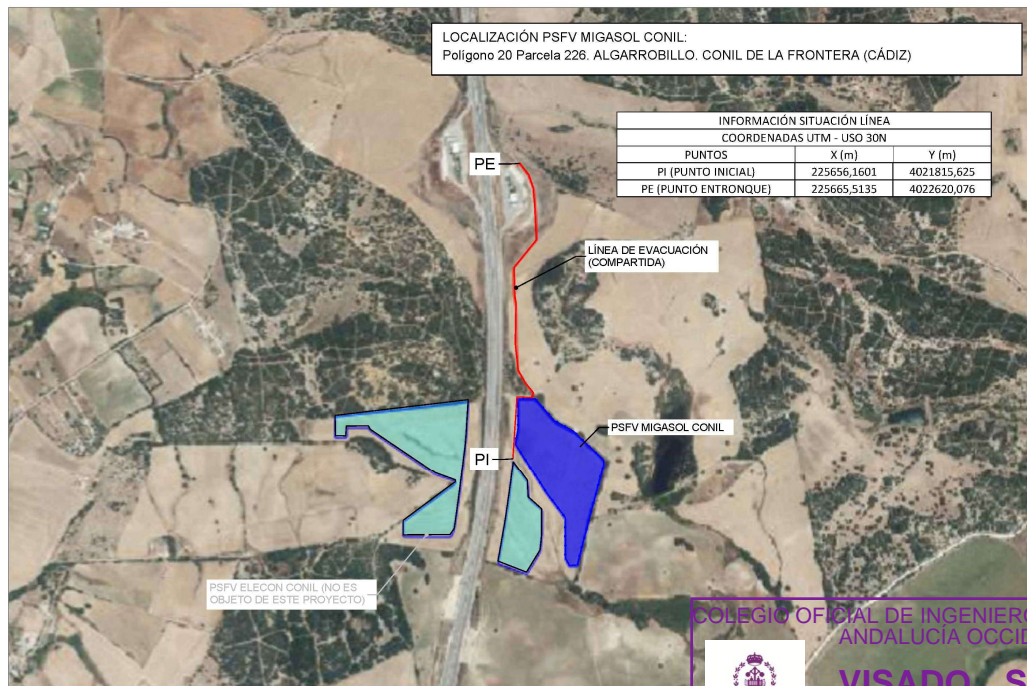 LOCALIZACIÓN PSFV MIGASOL CONIL:
Polígono 20 Parcela 226. ALGARROBILLO. CONIL DE LA FRONTERA (CÁDIZ)
INFORMACIÓN SITUACIÓN LÍNEA
COORDENADAS UTM - USO 30N
PUNTOS X (m) Y (m)
PI (PUNTO INICIAL) 225656,1601 4021815,625
PE (PUNTO ENTRONQUE) 225665,5135 4022620,076
PE
LÍNEA DE EVACUACIÓN
(COMPARTIDA)
PSFV MIGASOL CONIL
PI
PSFV ELECON CONIL (NO ES
OBJETO DE ESTE PROYECTO)
COLEGIO OFICIAL DE INGENIERO
ANDALUCÍA OCCID
VISADO S